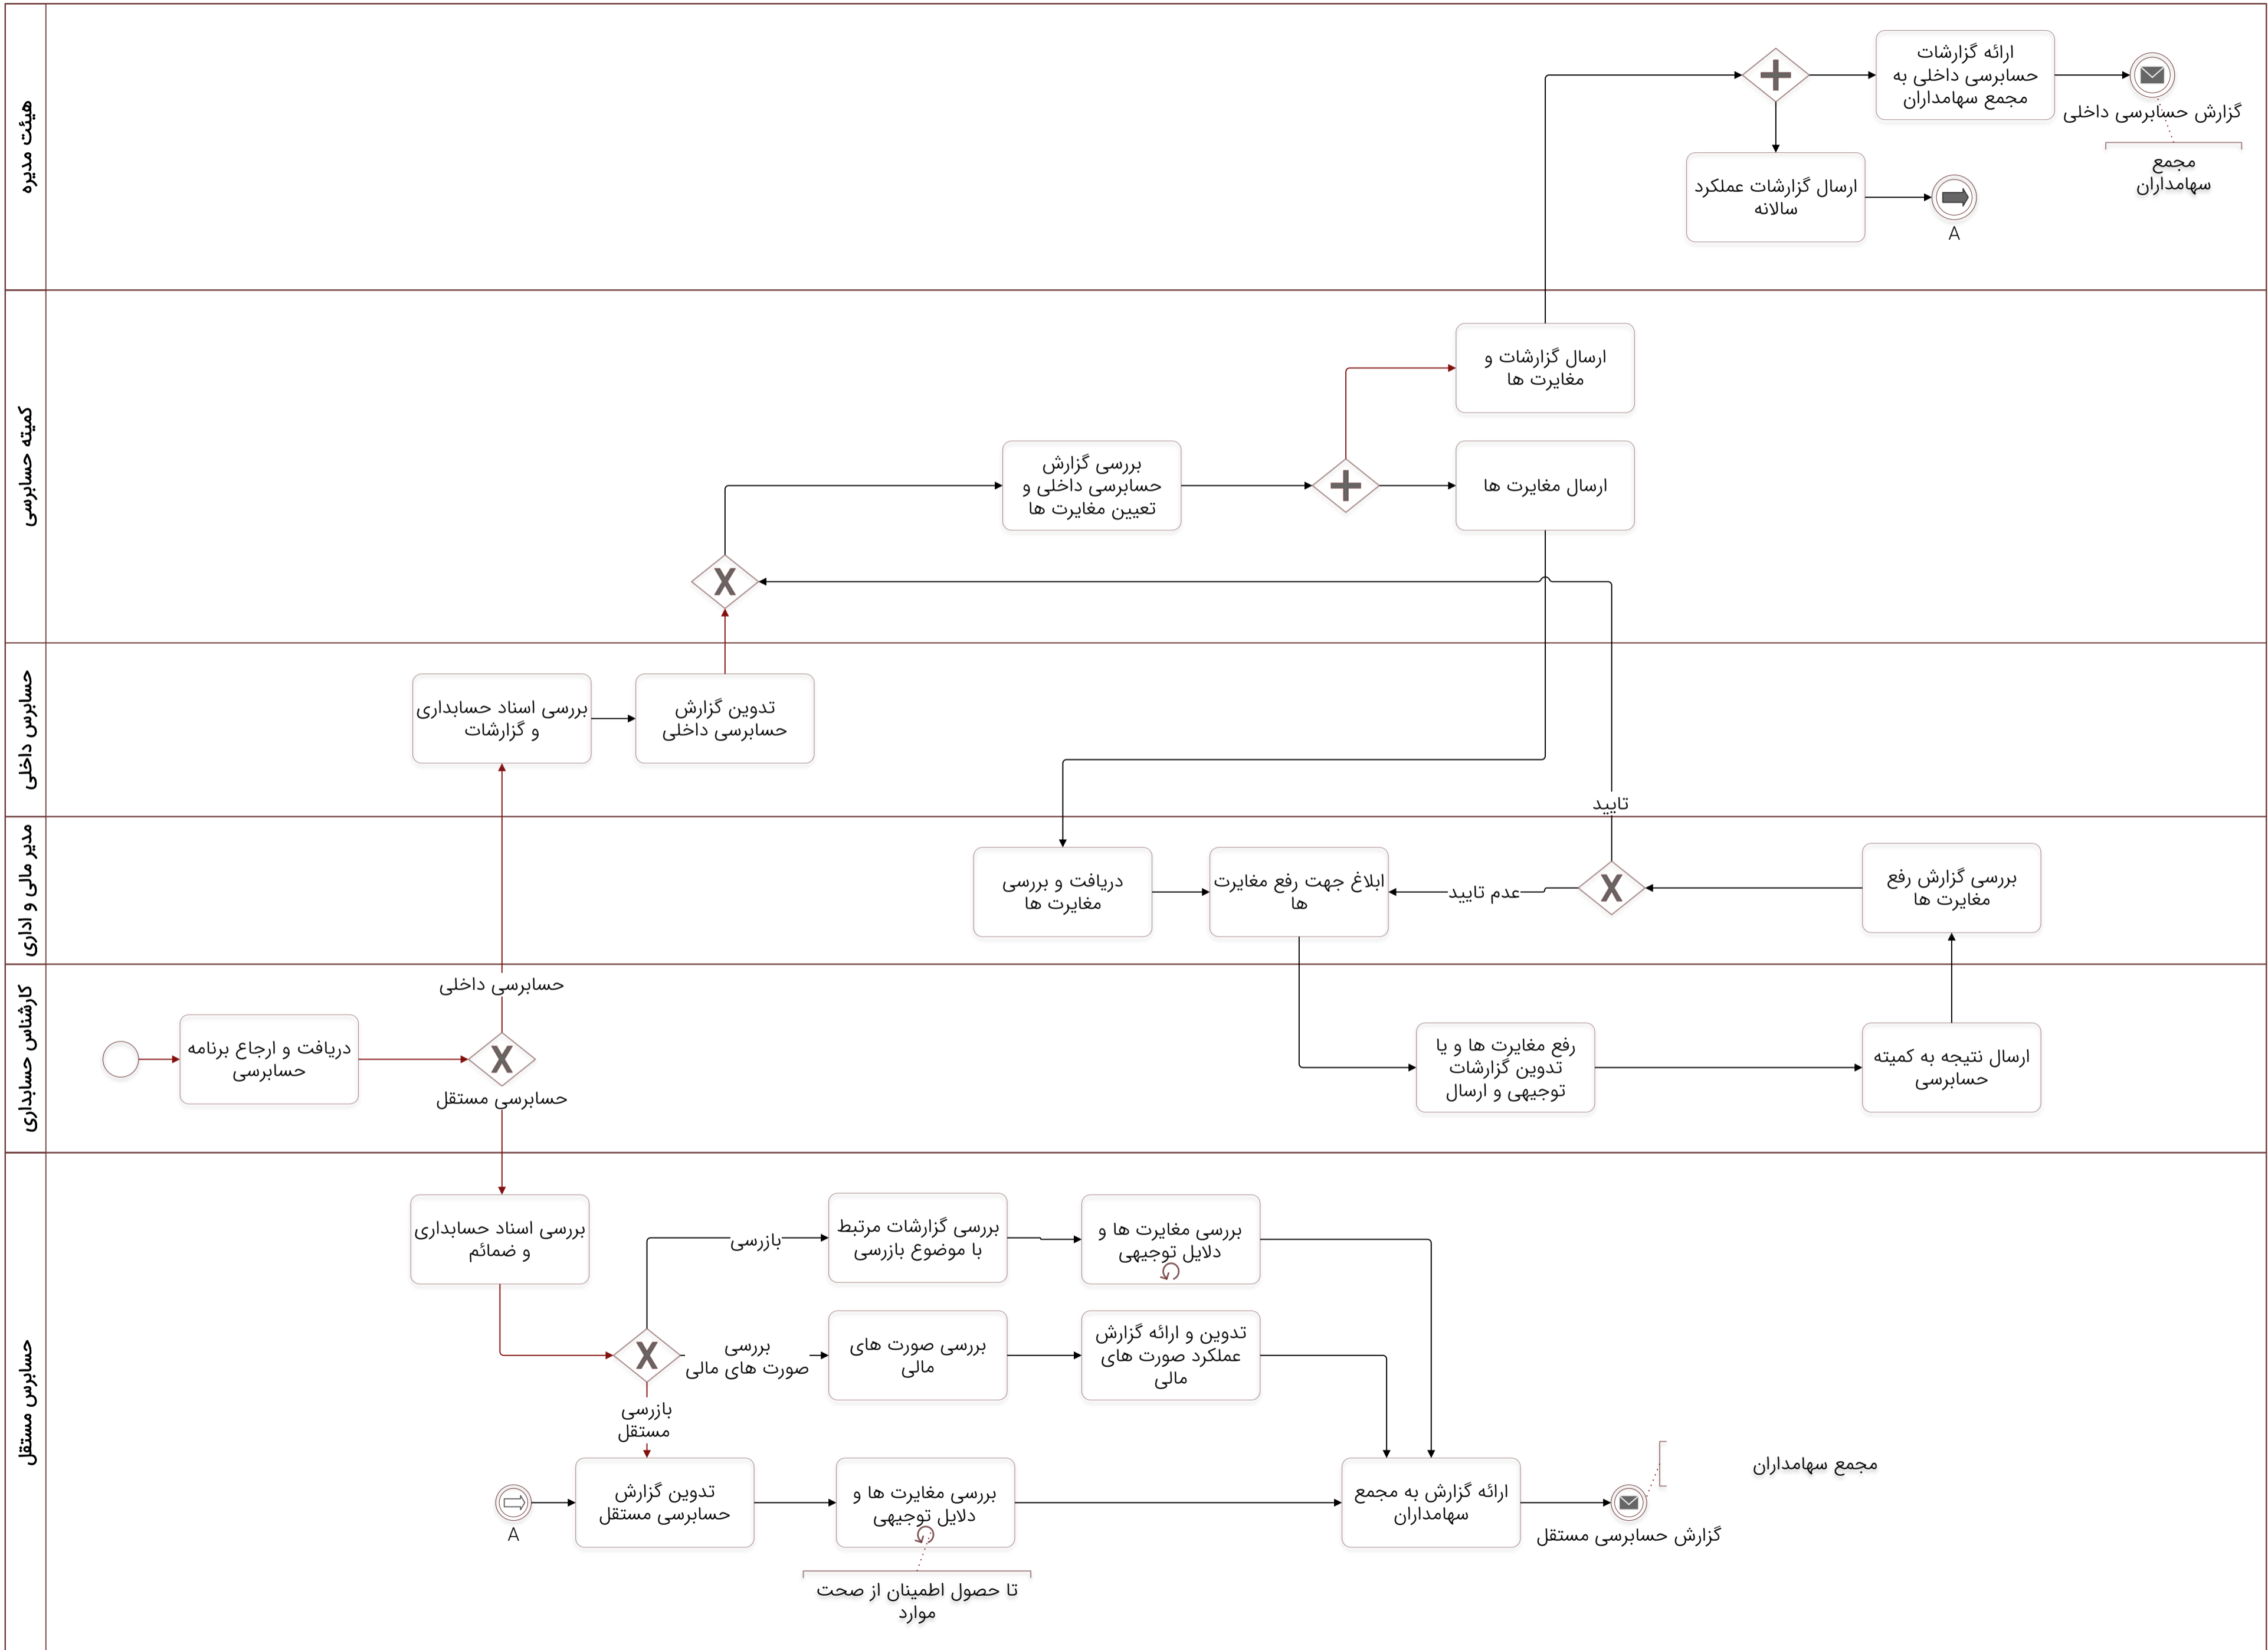 هیئت مدیره
ارائه گزارشات
حسابرسی داخلی به
مجمع سهامداران
گزارش حسابرسی داخلی
مجمع
سهامداران
ارسال گزارشات عملکرد
سالانه
A
کمیته حسابرسی
ارسال گزارشات و
مغایرت ها
بررسی گزارش
حسابرسی داخلی و
تعیین مغایرت ها
ارسال مغایرت ها
حسابرس داخلی
بررسی اسناد حسابداری
و گزارشات
تدوین گزارش
حسابرسی داخلی
تایید
مدیر مالی و اداری
دریافت و بررسی
مغایرت ها
ابلاغ جهت رفع مغایرت
ها
عدم تایید
بررسی گزارش رفع
مغایرت ها
کارشناس حسابداری
حسابرسی داخلی
دریافت و ارجاع برنامه
حسابرسی
حسابرسی مستقل
رفع مغایرت ها و یا
تدوین گزارشات
توجیهی و ارسال
ارسال نتیجه به کمیته
حسابرسی
حسابرس مستقل
بررسی اسناد حسابداری
و ضمائم
بازرسی
بررسی گزارشات مرتبط
با موضوع بازرسی
بررسی مغایرت ها و
دلایل توجیهی
بررسی
صورت های مالی
بررسی صورت های
مالی
تدوین و ارائه گزارش
عملکرد صورت های
مالی
بازرسی
مستقل
A
تدوین گزارش
حسابرسی مستقل
بررسی مغایرت ها و
دلایل توجیهی
تا حصول اطمینان از صحت
موارد
ارائه گزارش به مجمع
سهامداران
گزارش حسابرسی مستقل
مجمع سهامداران